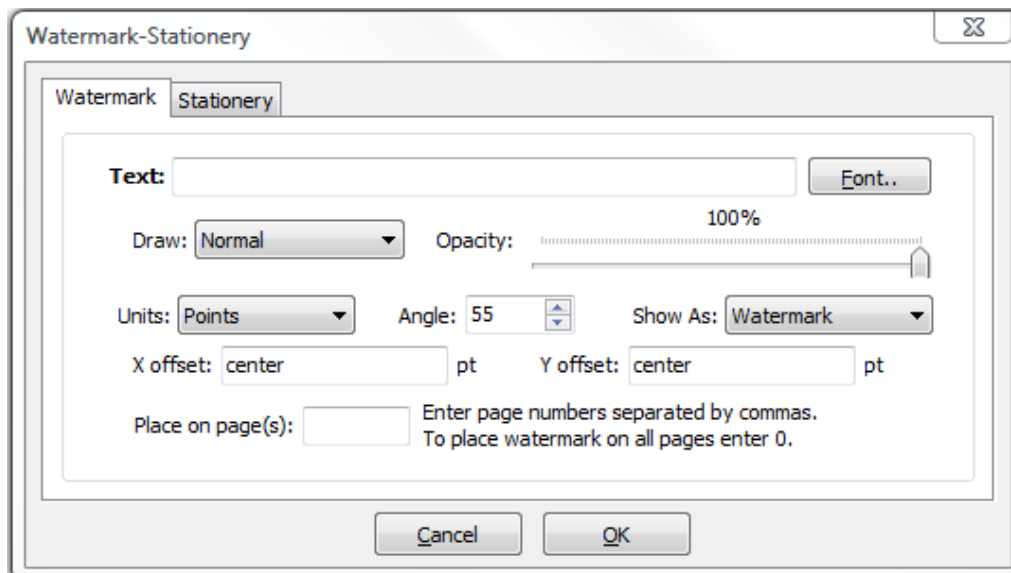 Watermark-Stationery
Watermark Stationery
Text: Font..
100%
Draw: Normal Opacity:
Units: Points Angle: 55 Show As: Watermark
X offset: center pt Y offset: center pt
Place on page(s): Enter page numbers separated by commas.
To place watermark on all pages enter 0.
Cancel OK